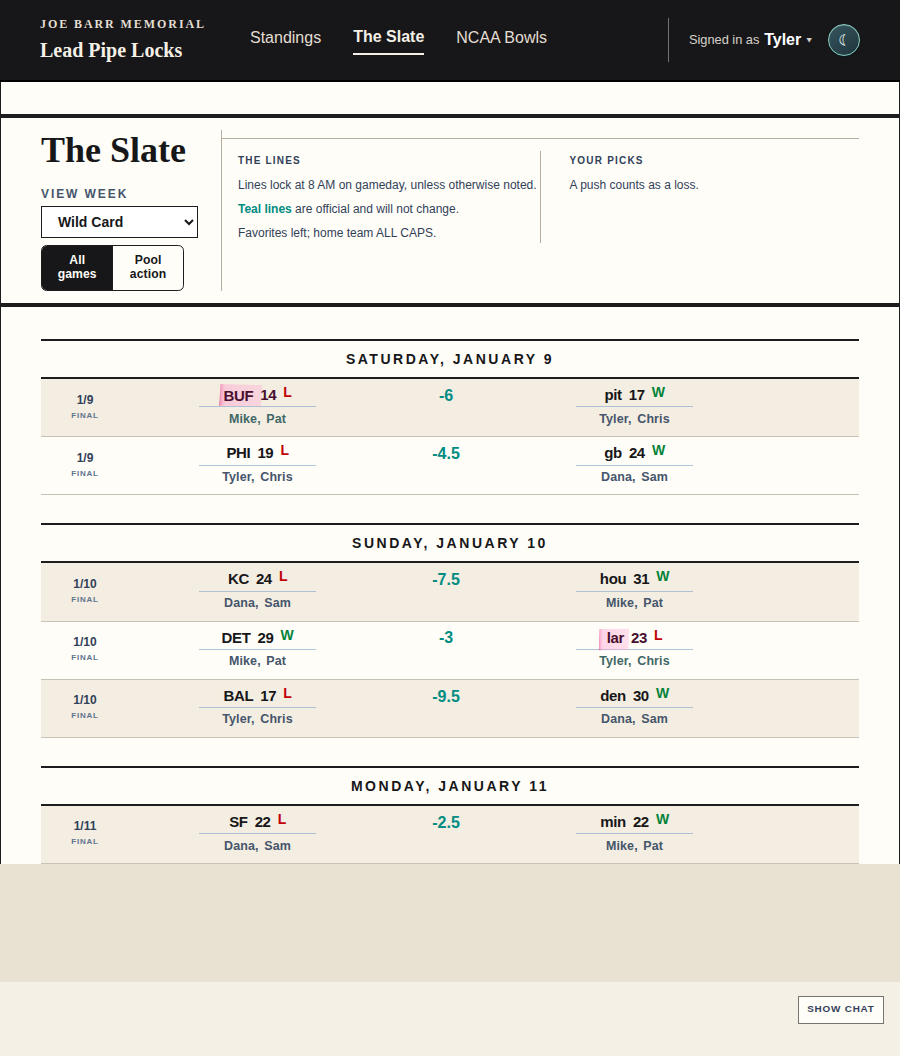 JOE BARR MEMORIAL
Lead Pipe Locks
Standings The Slate NCAA Bowls
Signed in as Tyler ▾
The Slate
VIEW WEEK
Wild Card
All games
Pool action
THE LINES
Lines lock at 8 AM on gameday, unless otherwise noted.
Teal lines are official and will not change.
Favorites left; home team ALL CAPS.
YOUR PICKS
A push counts as a loss.
SATURDAY, JANUARY 9
1/9 BUF 14 L -6 pit 17 W
FINAL Mike, Pat Tyler, Chris
1/9 PHI 19 L -4.5 gb 24 W
FINAL Tyler, Chris Dana, Sam
SUNDAY, JANUARY 10
1/10 KC 24 L -7.5 hou 31 W
FINAL Dana, Sam Mike, Pat
1/10 DET 29 W -3 lar 23 L
FINAL Mike, Pat Tyler, Chris
1/10 BAL 17 L -9.5 den 30 W
FINAL Tyler, Chris Dana, Sam
MONDAY, JANUARY 11
1/11 SF 22 L -2.5 min 22 W
FINAL Dana, Sam Mike, Pat
SHOW CHAT